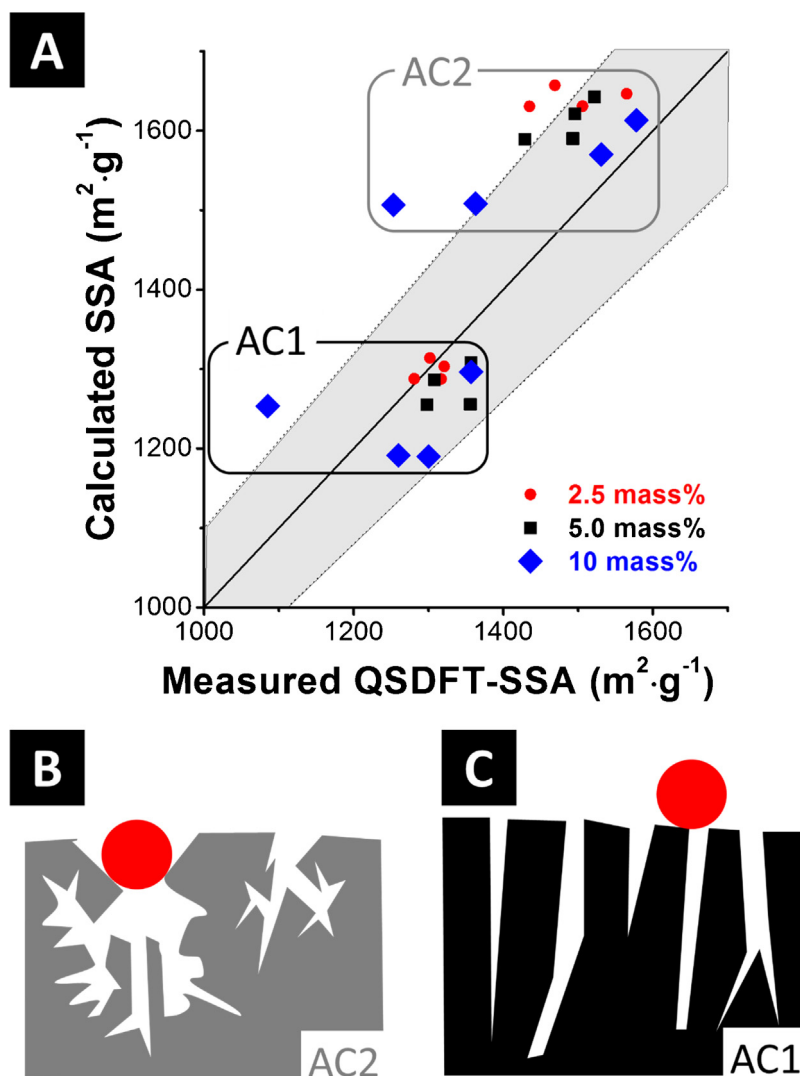 A
AC2
1600
1400
AC1
1200
2.5 mass%
5.0 mass%
10 mass%
1000
1000 1200 1400 1600
Calculated SSA (m²·g⁻¹)
Measured QSDFT-SSA (m²·g⁻¹)
B
C
AC2
AC1